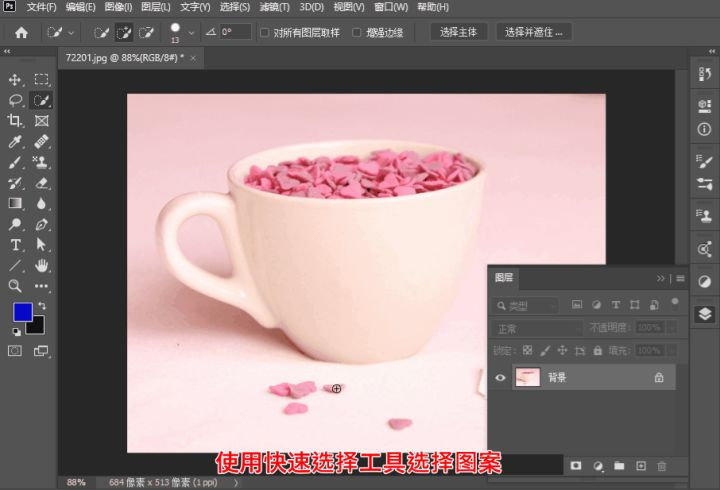 Ps 文件(F) 编辑(E) 图像(I) 图层(L) 文字(Y) 选择(S) 滤镜(T) 3D(D) 视图(V) 窗口(W) 帮助(H)
13 0° 对所有图层取样 增强边缘 选择主体 选择并遮住 ...
72201.jpg @ 88%(RGB/8#) * ×
图层
类型
正常 不透明度: 100%
锁定: 填充: 100%
背景
使用快速选择工具选择图案
88% 684 像素 x 513 像素 (1 ppi)